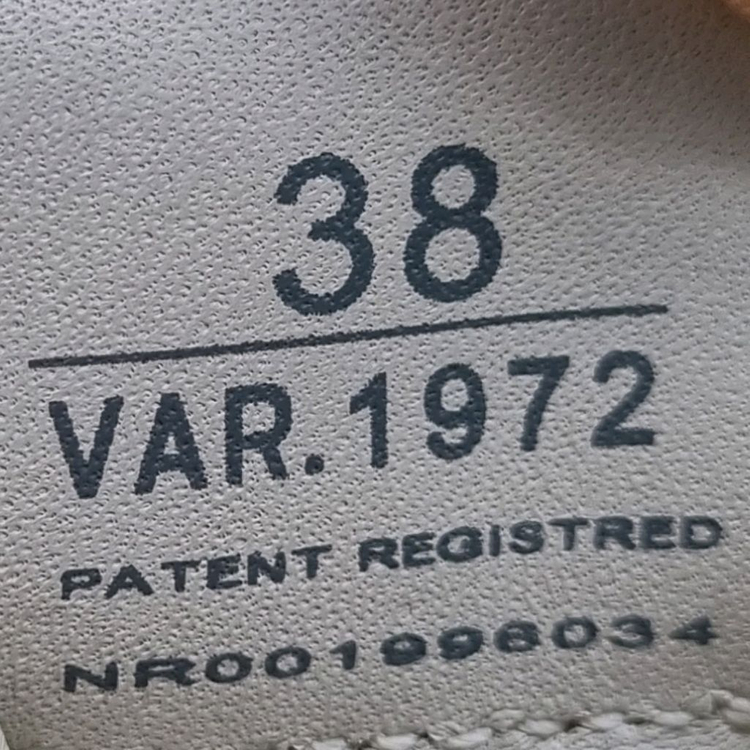 38
VAR.1972
PATENT REGISTRED
NR001996034